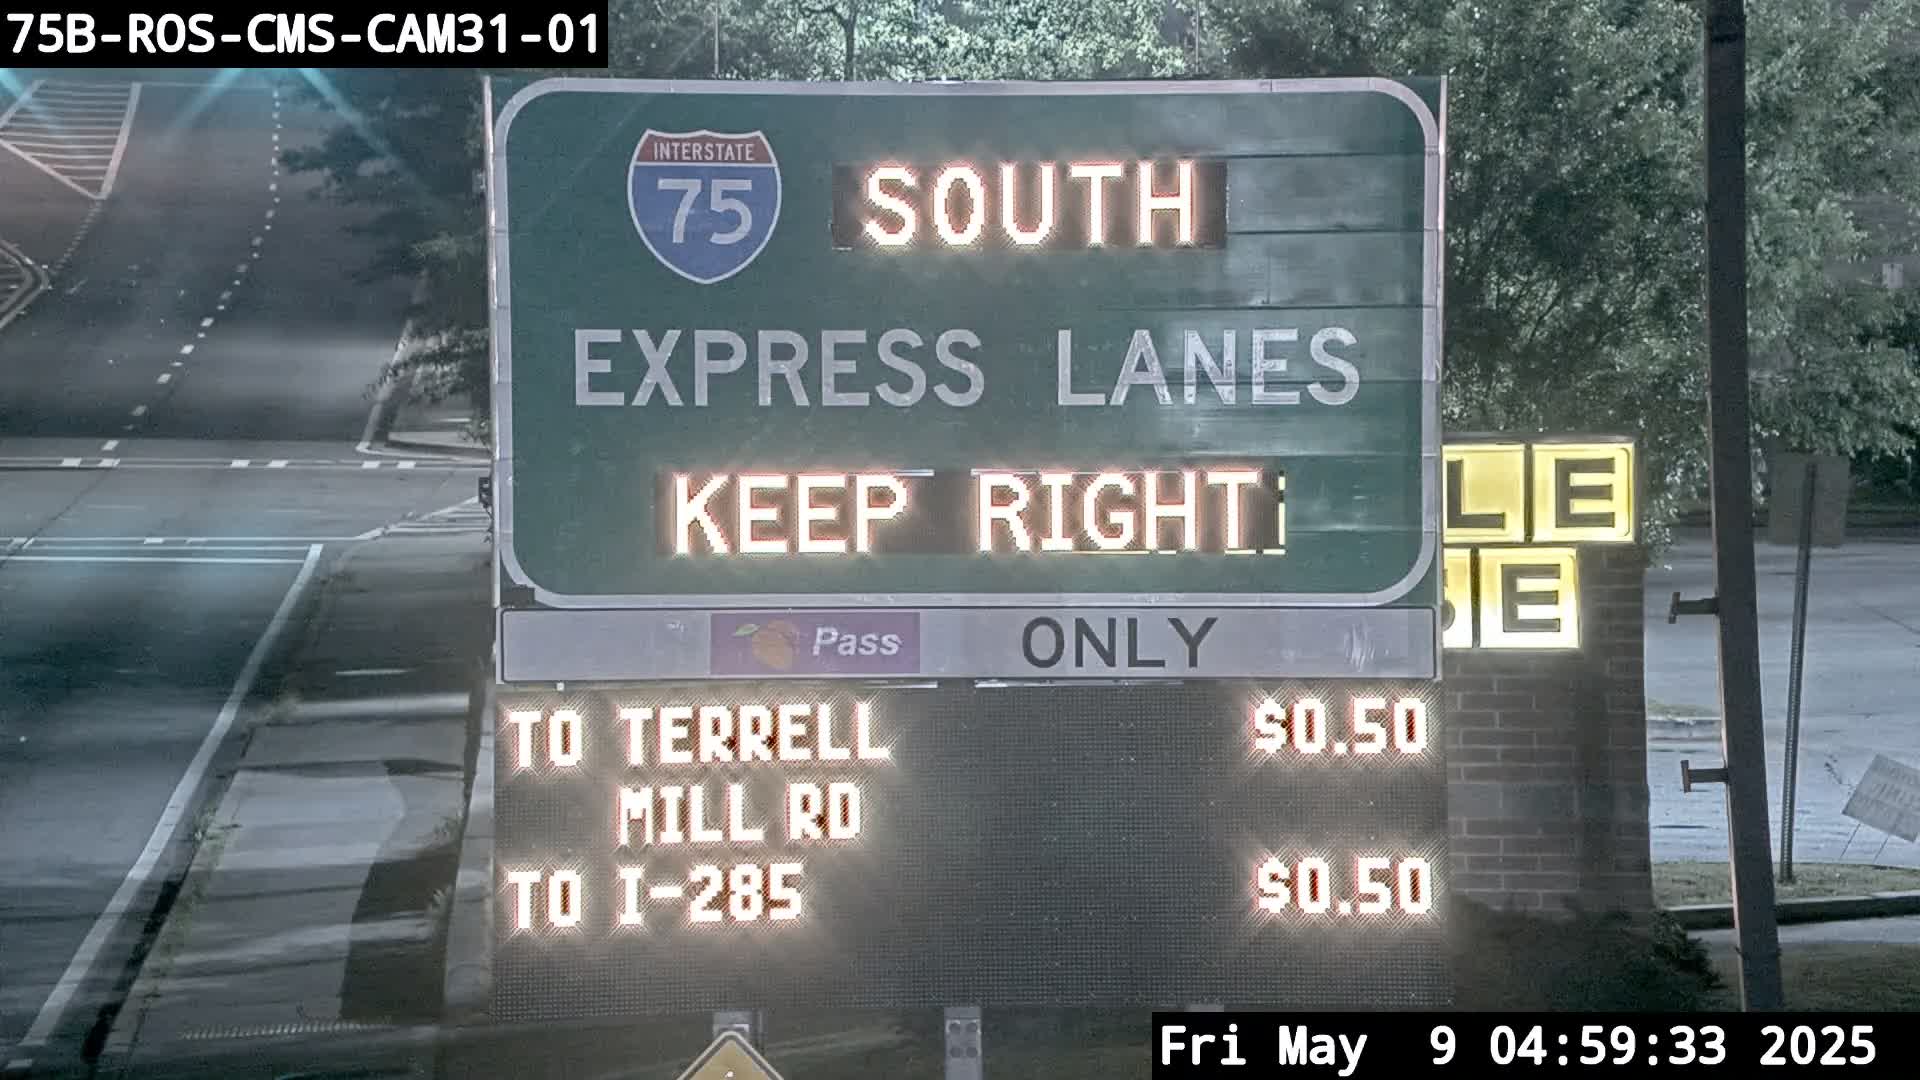 75B-ROS-CMS-CAM31-01
INTERSTATE
75
SOUTH
EXPRESS LANES
KEEP RIGHT
Pass ONLY
TO TERRELL $0.50
MILL RD
TO I-285 $0.50
LE
E
Fri May 9 04:59:33 2025